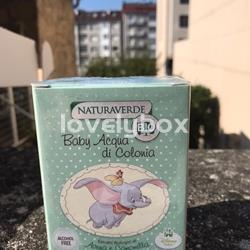 NATURAVERDE
Bio
lovelybox
Baby Acqua
di Colonia
ALCOHOL
FREE